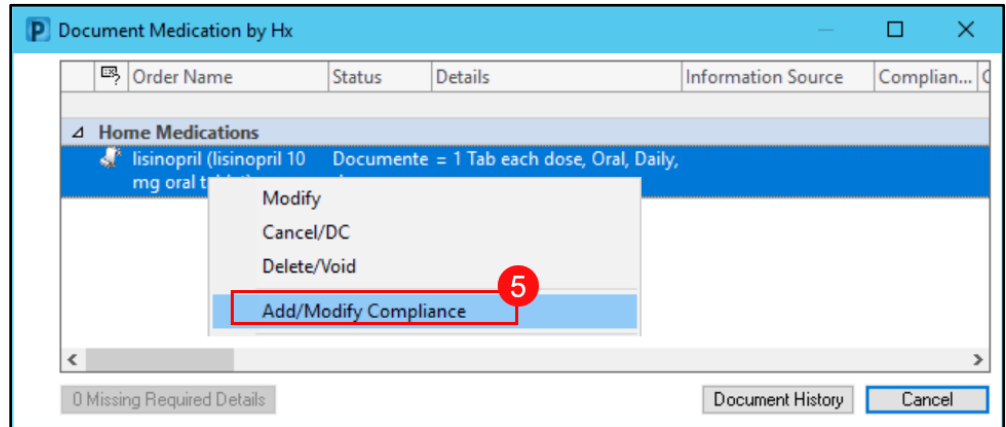 P Document Medication by Hx
Order Name Status Details Information Source Complian...
Home Medications
lisinopril (lisinopril 10 Documente = 1 Tab each dose, Oral, Daily,
mg oral
Modify
Cancel/DC
Delete/Void
5
Add/Modify Compliance
0 Missing Required Details Document History Cancel